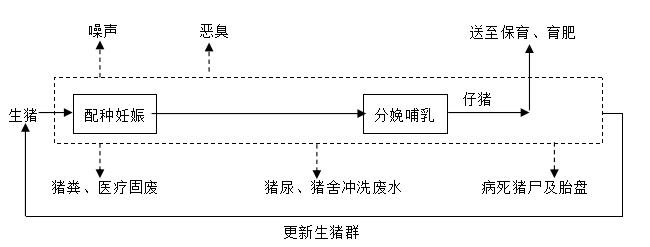 噪声
恶臭
送至保育、育肥
生猪
配种妊娠
分娩哺乳
仔猪
猪粪、医疗固废
猪尿、猪舍冲洗废水
病死猪尸及胎盘
更新生猪群